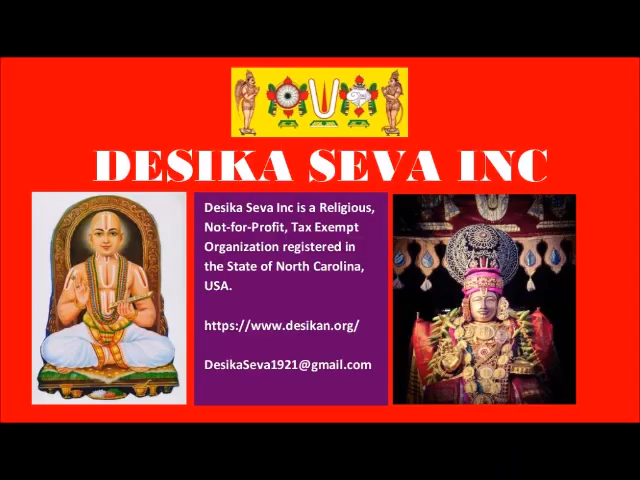 DESIKA SEVA INC
Desika Seva Inc is a Religious,
Not-for-Profit, Tax Exempt
Organization registered in
the State of North Carolina,
USA.
https://www.desikan.org/
DesikaSeva1921@gmail.com